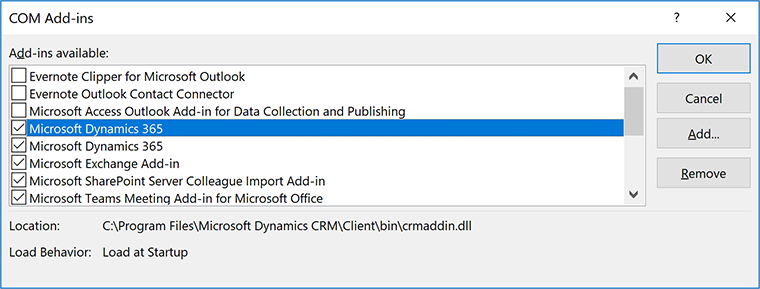 COM Add-ins
Add-ins available:
Evernote Clipper for Microsoft Outlook
Evernote Outlook Contact Connector
Microsoft Access Outlook Add-in for Data Collection and Publishing
Microsoft Dynamics 365
Microsoft Dynamics 365
Microsoft Exchange Add-in
Microsoft SharePoint Server Colleague Import Add-in
Microsoft Teams Meeting Add-in for Microsoft Office
OK
Cancel
Add...
Remove
Location: C:\Program Files\Microsoft Dynamics CRM\Client\bin\crmaddin.dll
Load Behavior: Load at Startup